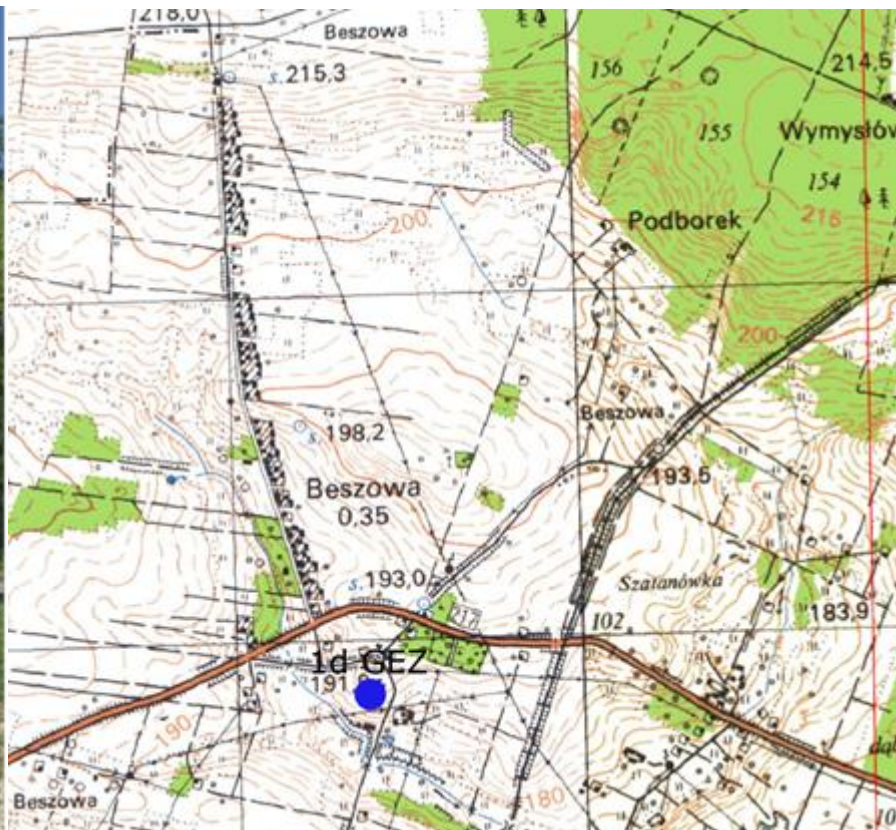 218,0
Beszowa
s. 215,3
156
214,5
155
Wymysłów
154
216
200
Podborek
200
Beszowa
s. 198,2
Beszowa
0,35
193,5
s. 193,0
217
Szatanówka
102
183,9
1d GEZ
191
190
180
Beszowa